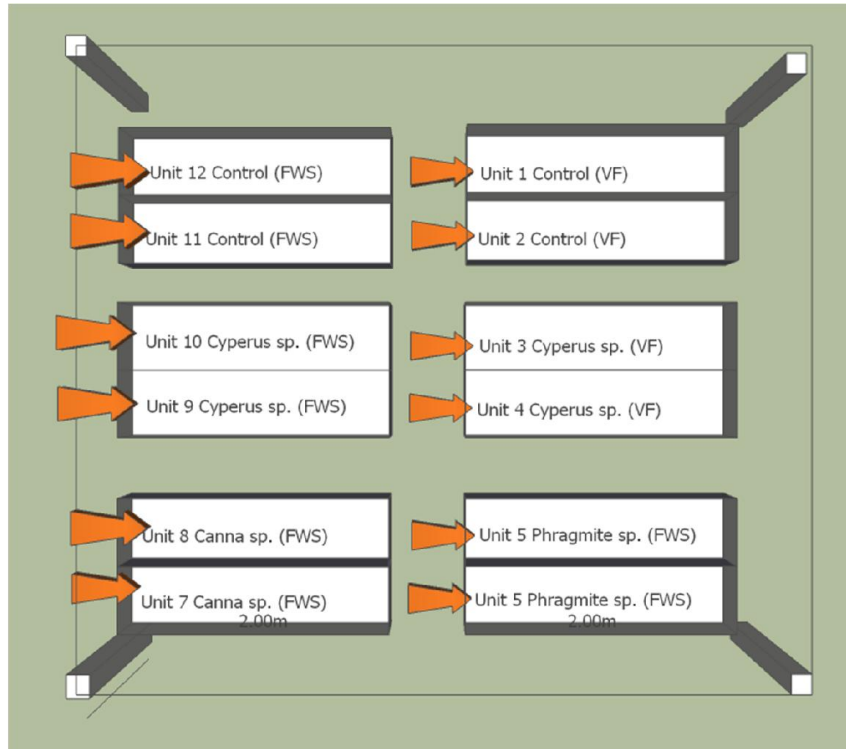 Unit 12 Control (FWS)
Unit 11 Control (FWS)
Unit 1 Control (VF)
Unit 2 Control (VF)
Unit 10 Cyperus sp. (FWS)
Unit 9 Cyperus sp. (FWS)
Unit 3 Cyperus sp. (VF)
Unit 4 Cyperus sp. (VF)
Unit 8 Canna sp. (FWS)
Unit 7 Canna sp. (FWS)
2.00m
Unit 5 Phragmite sp. (FWS)
Unit 5 Phragmite sp. (FWS)
2.00m